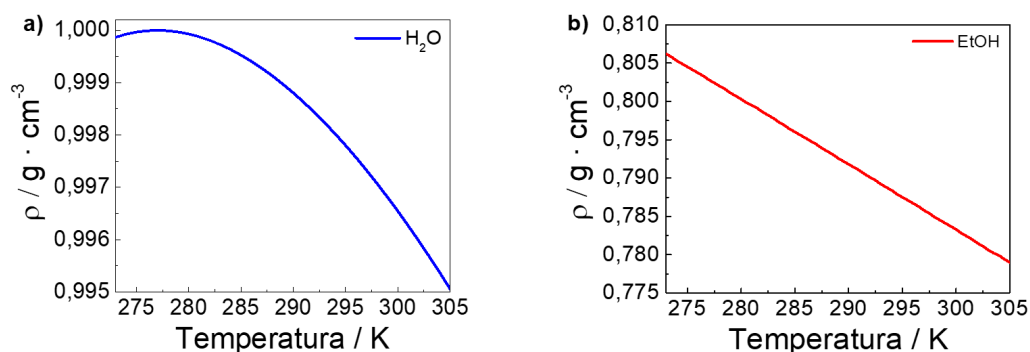 a)
H₂O
ρ / g · cm⁻³
1,000
0,999
0,998
0,997
0,996
0,995
275 280 285 290 295 300 305
Temperatura / K
b)
EtOH
ρ / g · cm⁻³
0,810
0,805
0,800
0,795
0,790
0,785
0,780
0,775
275 280 285 290 295 300 305
Temperatura / K